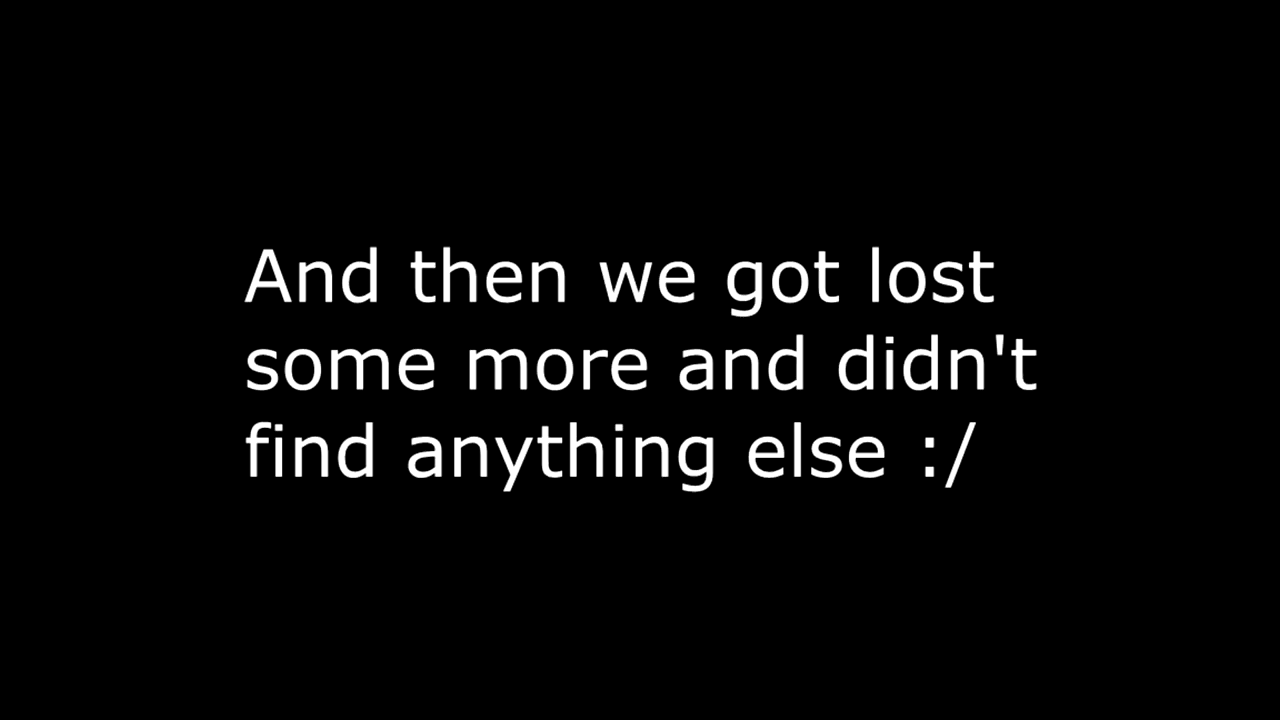 And then we got lost
some more and didn't
find anything else :/